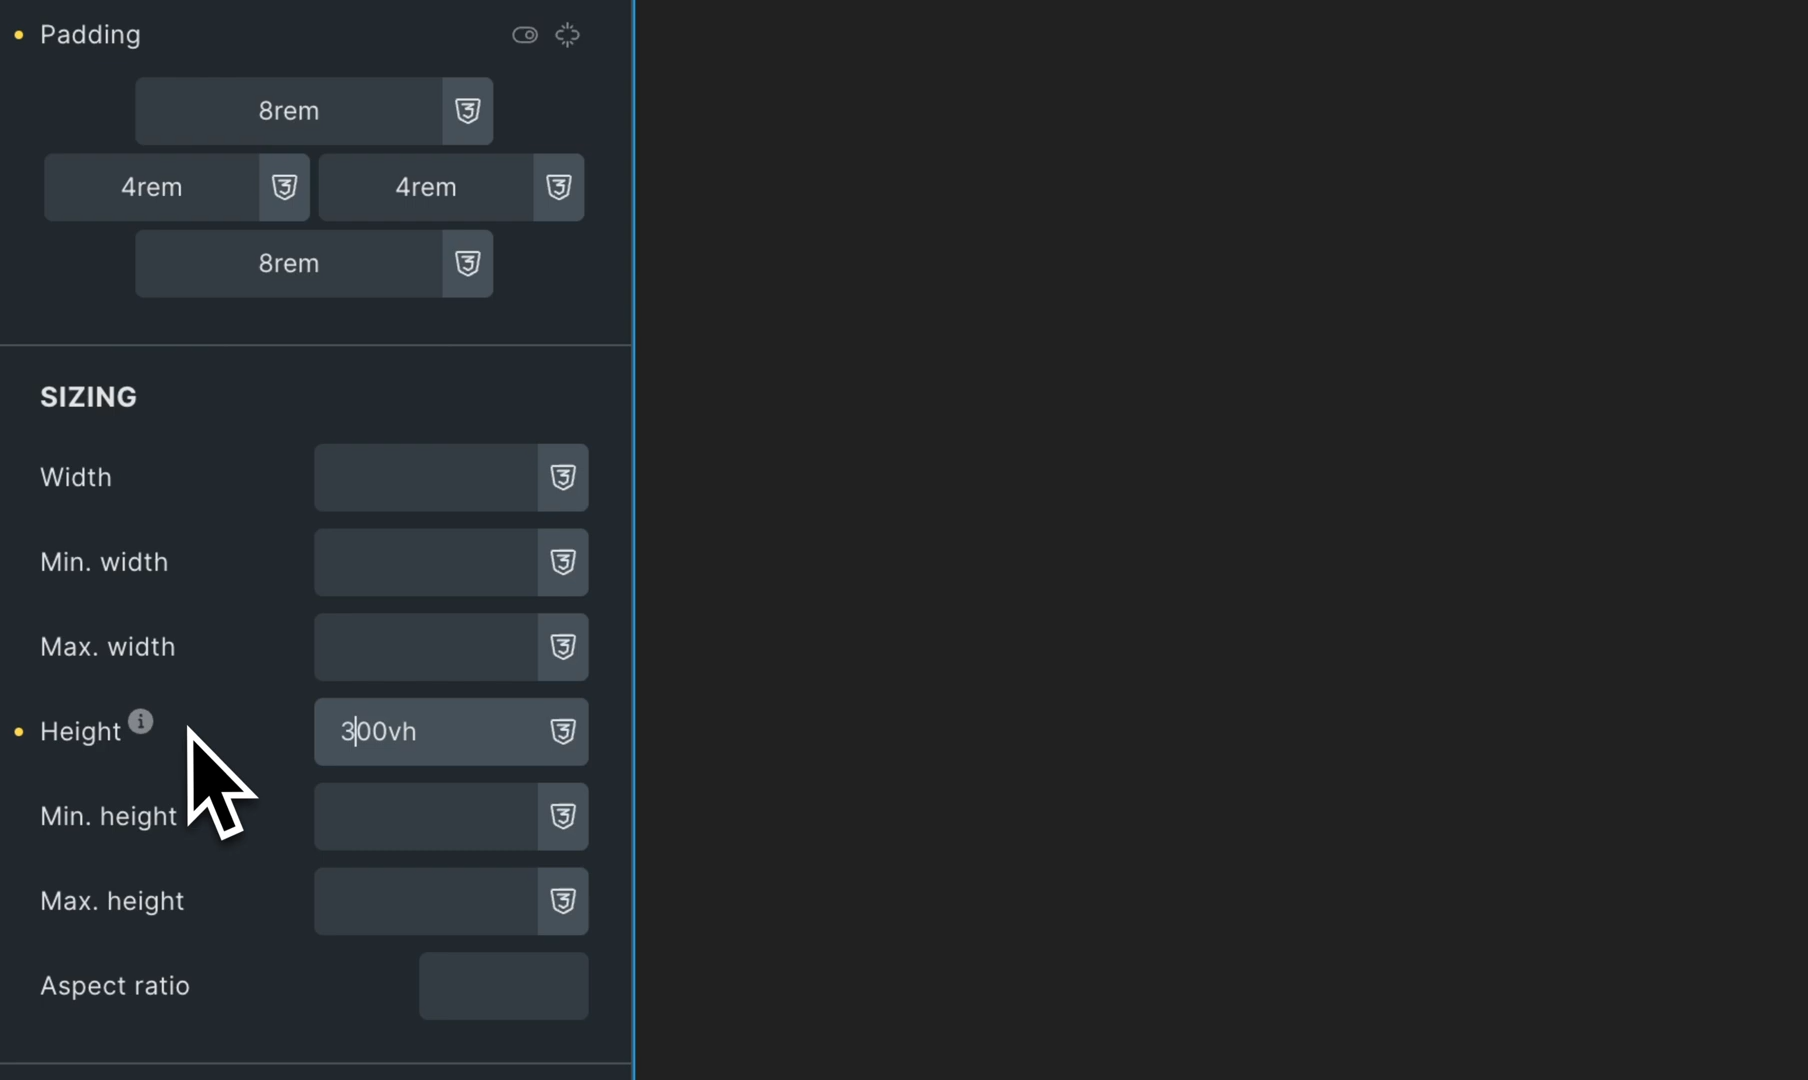 Padding
8rem
4rem 4rem
8rem
SIZING
Width
Min. width
Max. width
Height 300vh
Min. height
Max. height
Aspect ratio